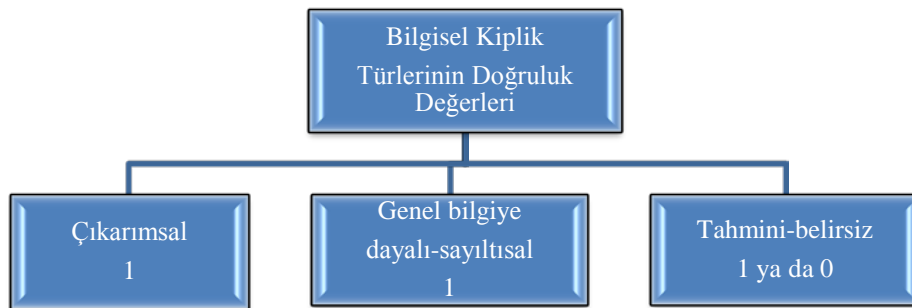 Bilgisel Kiplik
Türlerinin Doğruluk
Değerleri
Çıkarımsal
1
Genel bilgiye
dayalı-sayıltısal
1
Tahmini-belirsiz
1 ya da 0